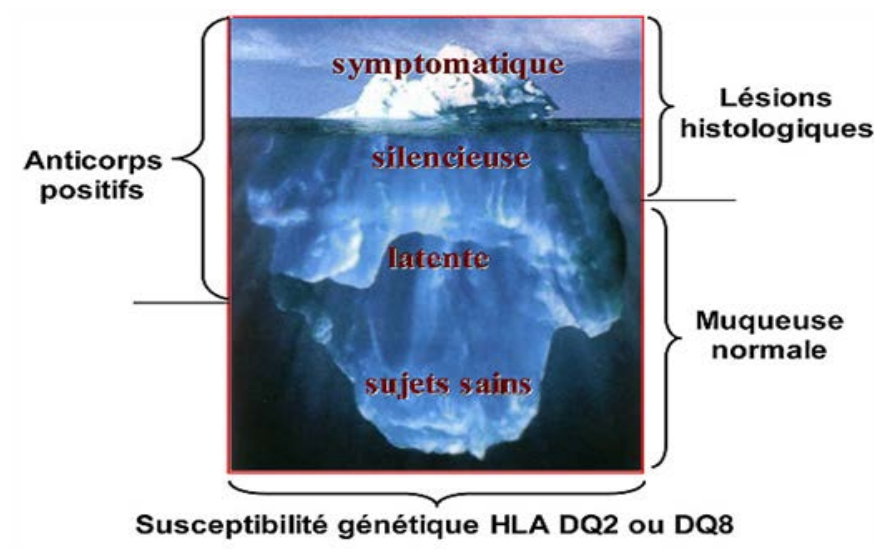 symptomatique
Lésions
histologiques
silencieuse
Anticorps
positifs
latente
Muqueuse
normale
sujets sains
Susceptibilité génétique HLA DQ2 ou DQ8